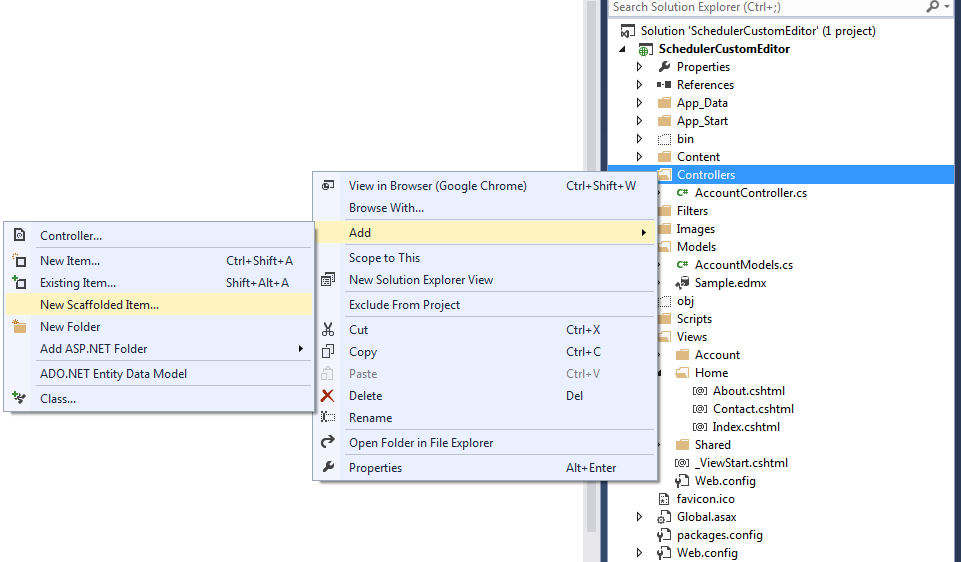 Search Solution Explorer (Ctrl+;)
Solution 'SchedulerCustomEditor' (1 project)
SchedulerCustomEditor
Properties
References
App_Data
App_Start
bin
Content
Controllers
C# AccountController.cs
Filters
Images
Models
C# AccountModels.cs
Sample.edmx
obj
Scripts
Views
Account
Home
[@] About.cshtml
[@] Contact.cshtml
[@] Index.cshtml
Shared
[@] _ViewStart.cshtml
Web.config
favicon.ico
Global.asax
packages.config
Web.config
View in Browser (Google Chrome) Ctrl+Shift+W
Browse With...
Add
Scope to This
New Solution Explorer View
Exclude From Project
Cut Ctrl+X
Copy Ctrl+C
Paste Ctrl+V
Delete Del
Rename
Open Folder in File Explorer
Properties Alt+Enter
Controller...
New Item... Ctrl+Shift+A
Existing Item... Shift+Alt+A
New Scaffolded Item...
New Folder
Add ASP.NET Folder
ADO.NET Entity Data Model
Class...